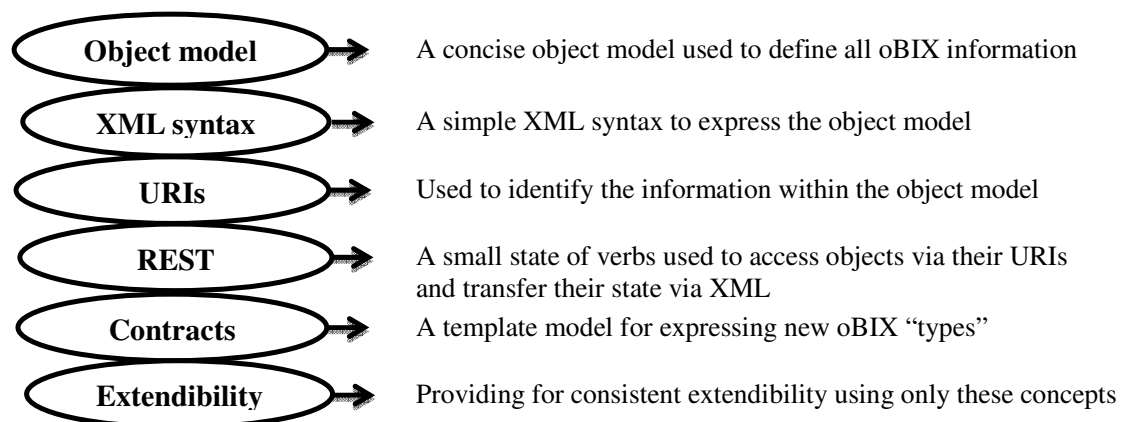 Object model A concise object model used to define all oBIX information
XML syntax A simple XML syntax to express the object model
URIs Used to identify the information within the object model
REST A small state of verbs used to access objects via their URIs
and transfer their state via XML
Contracts A template model for expressing new oBIX “types”
Extendibility Providing for consistent extendibility using only these concepts